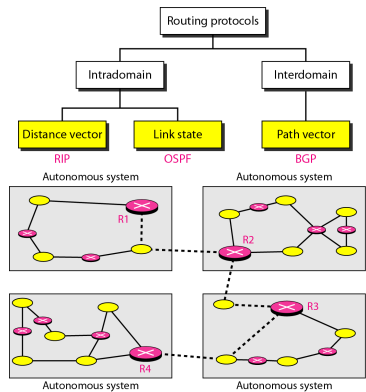 Routing protocols
Intradomain
Interdomain
Distance vector
Link state
Path vector
RIP
OSPF
BGP
Autonomous system
Autonomous system
R1
R2
R3
R4
Autonomous system
Autonomous system